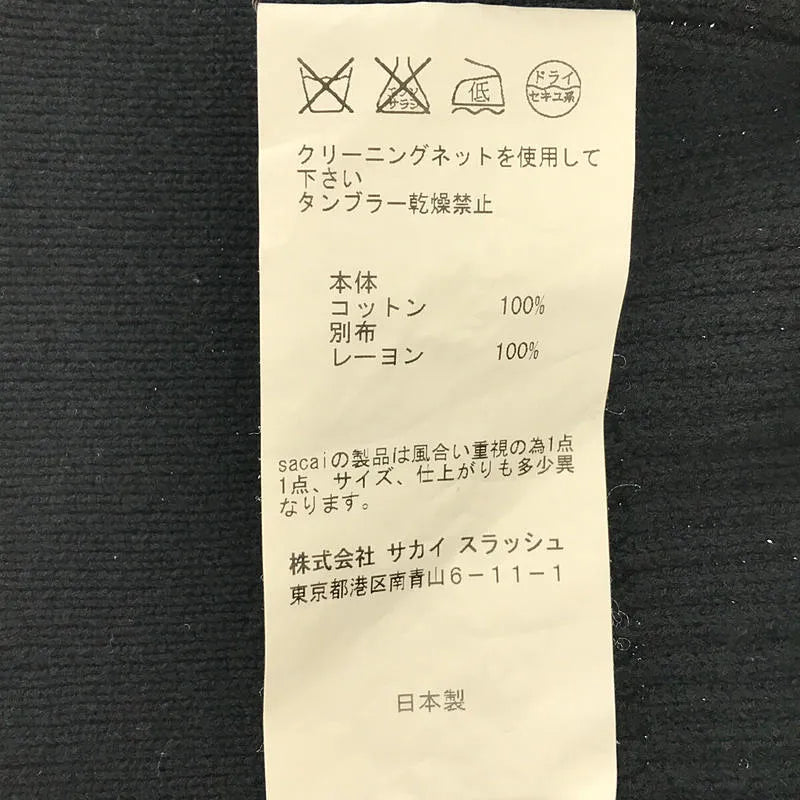 エンソ
サラシ
低
ドライ
セキユ系
クリーニングネットを使用して
下さい
タンブラー乾燥禁止
本体
コットン 100%
別布
レーヨン 100%
sacaiの製品は風合い重視の為1点
1点、サイズ、仕上がりも多少異
なります。
株式会社 サカイ スラッシュ
東京都港区南青山6-11-1
日本製